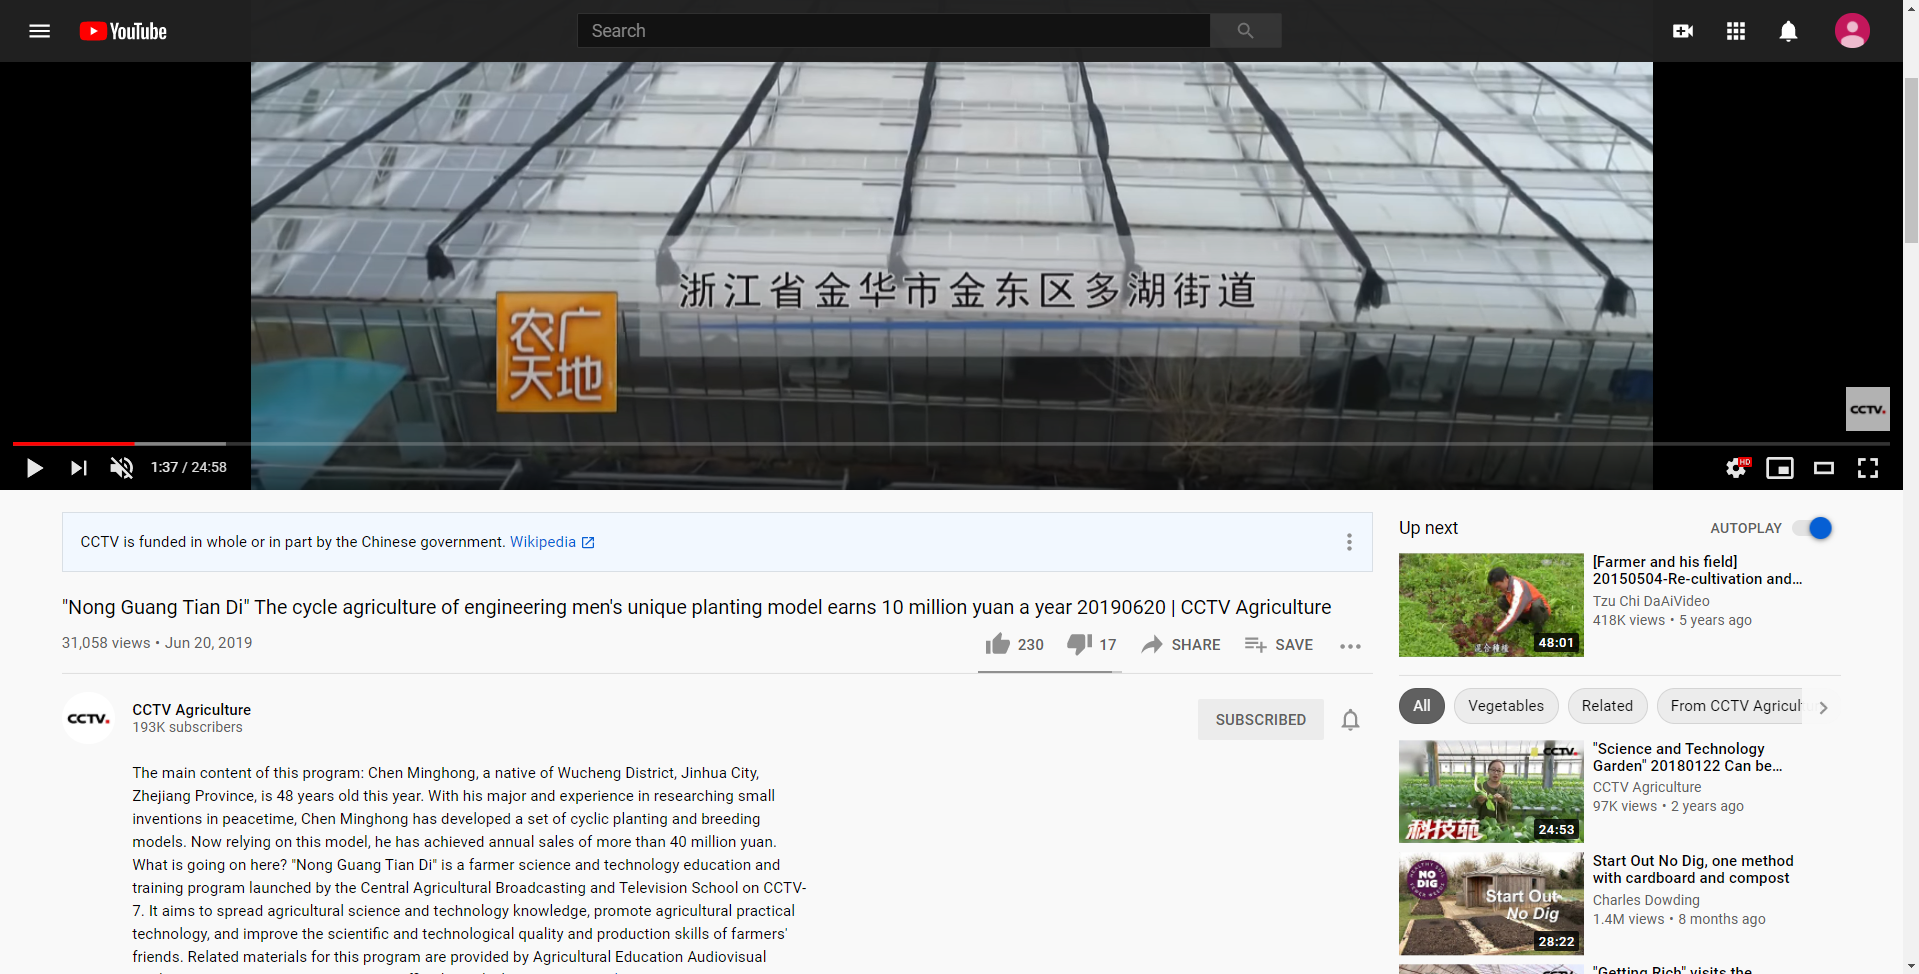 YouTube
Search
浙江省金华市金东区多湖街道
农广
天地
CCTV.
1:37 / 24:58
HD
CCTV is funded in whole or in part by the Chinese government. Wikipedia
"Nong Guang Tian Di" The cycle agriculture of engineering men's unique planting model earns 10 million yuan a year 20190620 | CCTV Agriculture
31,058 views • Jun 20, 2019
230
17
SHARE
SAVE
CCTV.
CCTV Agriculture
193K subscribers
SUBSCRIBED
The main content of this program: Chen Minghong, a native of Wucheng District, Jinhua City,
Zhejiang Province, is 48 years old this year. With his major and experience in researching small
inventions in peacetime, Chen Minghong has developed a set of cyclic planting and breeding
models. Now relying on this model, he has achieved annual sales of more than 40 million yuan.
What is going on here? "Nong Guang Tian Di" is a farmer science and technology education and
training program launched by the Central Agricultural Broadcasting and Television School on CCTV-
7. It aims to spread agricultural science and technology knowledge, promote agricultural practical
technology, and improve the scientific and technological quality and production skills of farmers'
friends. Related materials for this program are provided by Agricultural Education Audiovisual
Up next
AUTOPLAY
混合種植
48:01
[Farmer and his field]
20150504-Re-cultivation and...
Tzu Chi DaAiVideo
418K views • 5 years ago
All
Vegetables
Related
From CCTV Agricultu
CCTV.
科技苑
24:53
"Science and Technology
Garden" 20180122 Can be...
CCTV Agriculture
97K views • 2 years ago
NO
DIG
Start Out
No Dig
28:22
Start Out No Dig, one method
with cardboard and compost
Charles Dowding
1.4M views • 8 months ago
"Getting Rich" visits the